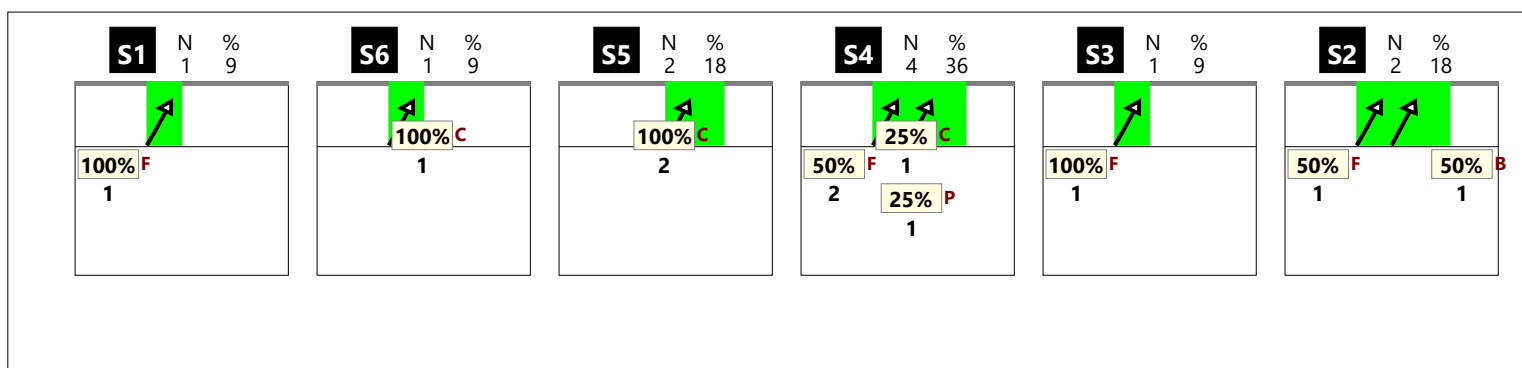 S1 N % 1 9
100% F
1
S6 N % 1 9
100% C
1
S5 N % 2 18
100% C
2
S4 N % 4 36
25% C
1
50% F
2
25% P
1
S3 N % 1 9
100% F
1
S2 N % 2 18
50% F
1
50% B
1